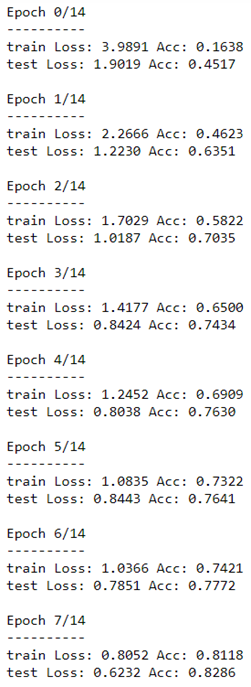 Epoch 0/14
----------
train Loss: 3.9891 Acc: 0.1638
test Loss: 1.9019 Acc: 0.4517
Epoch 1/14
----------
train Loss: 2.2666 Acc: 0.4623
test Loss: 1.2230 Acc: 0.6351
Epoch 2/14
----------
train Loss: 1.7029 Acc: 0.5822
test Loss: 1.0187 Acc: 0.7035
Epoch 3/14
----------
train Loss: 1.4177 Acc: 0.6500
test Loss: 0.8424 Acc: 0.7434
Epoch 4/14
----------
train Loss: 1.2452 Acc: 0.6909
test Loss: 0.8038 Acc: 0.7630
Epoch 5/14
----------
train Loss: 1.0835 Acc: 0.7322
test Loss: 0.8443 Acc: 0.7641
Epoch 6/14
----------
train Loss: 1.0366 Acc: 0.7421
test Loss: 0.7851 Acc: 0.7772
Epoch 7/14
----------
train Loss: 0.8052 Acc: 0.8118
test Loss: 0.6232 Acc: 0.8286